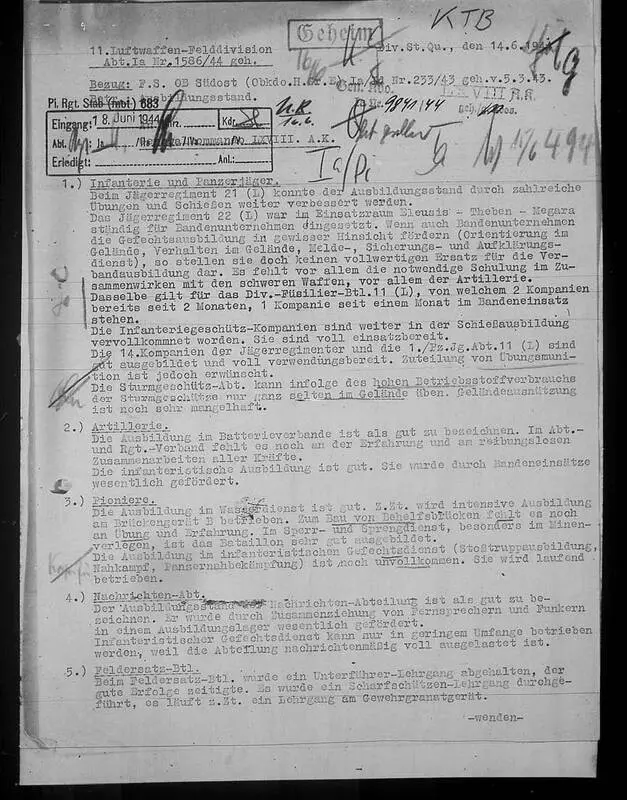 KTB
Geheim
11.Luftwaffen-Felddivision
Div.St.Qu., den 14.6.194
Abt.Ia Nr.1586/44 geh.
Bezug: F.S. OB Südost (Obkdo.H.Gr.E) Ia/ Nr.233/43 geh.v.5.3.43.
Ausbildungsstand.
LXVIII A.K.
Pi. Rgt. Stab (mot) 683
9841/44
Eingang: 18. Juni 1944
Kdr.
16.6.
Abt. Ia
LXVIII A.K.
Erledigt:
Anl.:
Ia/Pi
1.) Infanterie und Panzerjäger.
Beim Jägerregiment 21 (L) konnte der Ausbildungsstand durch zahlreiche
Übungen und Schießen weiter verbessert werden.
Das Jägerregiment 22 (L) war im Einsatzraum Eleusis - Theben - Megara
ständig für Bandenunternehmen eingesetzt. Wenn auch Bandenunternehmen
die Gefechtsausbildung in gewisser Hinsicht fördern (Orientierung im
Gelände, Verhalten im Gelände, Melde- Sicherungs- und Aufklärungs-
dienst), so stellen sie doch keinen vollwertigen Ersatz für die Ver-
bandausbildung dar. Es fehlt vor allem die notwendige Schulung im Zu-
sammenwirken mit den schweren Waffen, vor allem der Artillerie.
Dasselbe gilt für das Div.-Füsilier-Btl.11 (L), von welchem 2 Kompanien
bereits seit 2 Monaten, 1 Kompanie seit einem Monat im Bandeneinsatz
stehen.
Die Infanteriegeschütz-Kompanien sind weiter in der Schießausbildung
vervollkommnet worden. Sie sind voll einsatzbereit.
Die 14.Kompanien der Jägerregimenter und die 1./Pz.Jg.Abt.11 (L) sind
gut ausgebildet und voll verwendungsbereit. Zuteilung von Übungsmuni-
tion ist jedoch erwünscht.
Die Sturmgeschütz-Abt. kann infolge des hohen Betriebsstoffverbrauchs
der Sturmgeschütze nur ganz selten im Gelände üben. Geländeausnützung
ist noch sehr mangelhaft.
2.) Artillerie.
Die Ausbildung im Batterieverbande ist als gut zu bezeichnen. Im Abt.-
und Rgt.-Verband fehlt es noch an der Erfahrung und am reibungslosen
Zusammenarbeiten aller Kräfte.
Die infanteristische Ausbildung ist gut. Sie wurde durch Bandeneinsätze
wesentlich gefördert.
3.) Pioniere.
Die Ausbildung im Wasserdienst ist gut. Z.Zt. wird intensive Ausbildung
am Brückengerät B betrieben. Zum Bau von Behelfsbrücken fehlt es noch
an Übung und Erfahrung. Im Sperr- und Sprengdienst, besonders im Minen-
verlegen, ist das Bataillon sehr gut ausgebildet.
Die Ausbildung im infanteristischen Gefechtsdienst (Stoßtruppausbildung,
Nahkampf, Panzernahbekämpfung) ist noch unvollkommen. Sie wird laufend
betrieben.
4.) Nachrichten-Abt.
Der Ausbildungsstand der Nachrichten-Abteilung ist als gut zu be-
zeichnen. Er wurde durch Zusammenziehung von Fernsprechern und Funkern
in einem Ausbildungslager wesentlich gefördert.
Infanteristischer Gefechtsdienst kann nur in geringem Umfange betrieben
werden, weil die Abteilung nachrichtenmäßig voll ausgelastet ist.
5.) Feldersatz-Btl.
Beim Feldersatz-Btl. wurde ein Unterführer-Lehrgang abgehalten, der
gute Erfolge zeitigte. Es wurde ein Scharfschützen-Lehrgang durchge-
führt, es läuft z.Zt. ein Lehrgang am Gewehrgranatgerät.
-wenden-